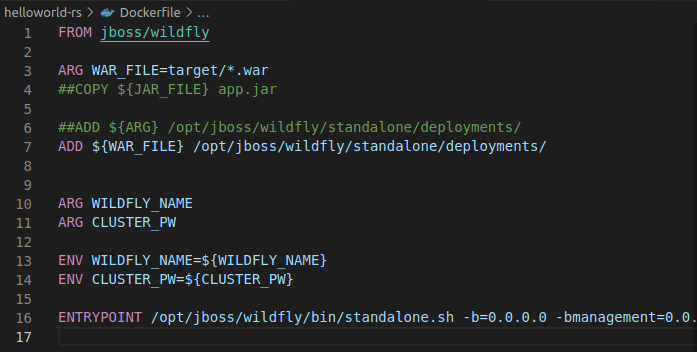 helloworld-rs > Dockerfile > ...
1 FROM jboss/wildfly
2
3 ARG WAR_FILE=target/*.war
4 ##COPY ${JAR_FILE} app.jar
5
6 ##ADD ${ARG} /opt/jboss/wildfly/standalone/deployments/
7 ADD ${WAR_FILE} /opt/jboss/wildfly/standalone/deployments/
8
9
10 ARG WILDFLY_NAME
11 ARG CLUSTER_PW
12
13 ENV WILDFLY_NAME=${WILDFLY_NAME}
14 ENV CLUSTER_PW=${CLUSTER_PW}
15
16 ENTRYPOINT /opt/jboss/wildfly/bin/standalone.sh -b=0.0.0.0 -bmanagement=0.0.
17